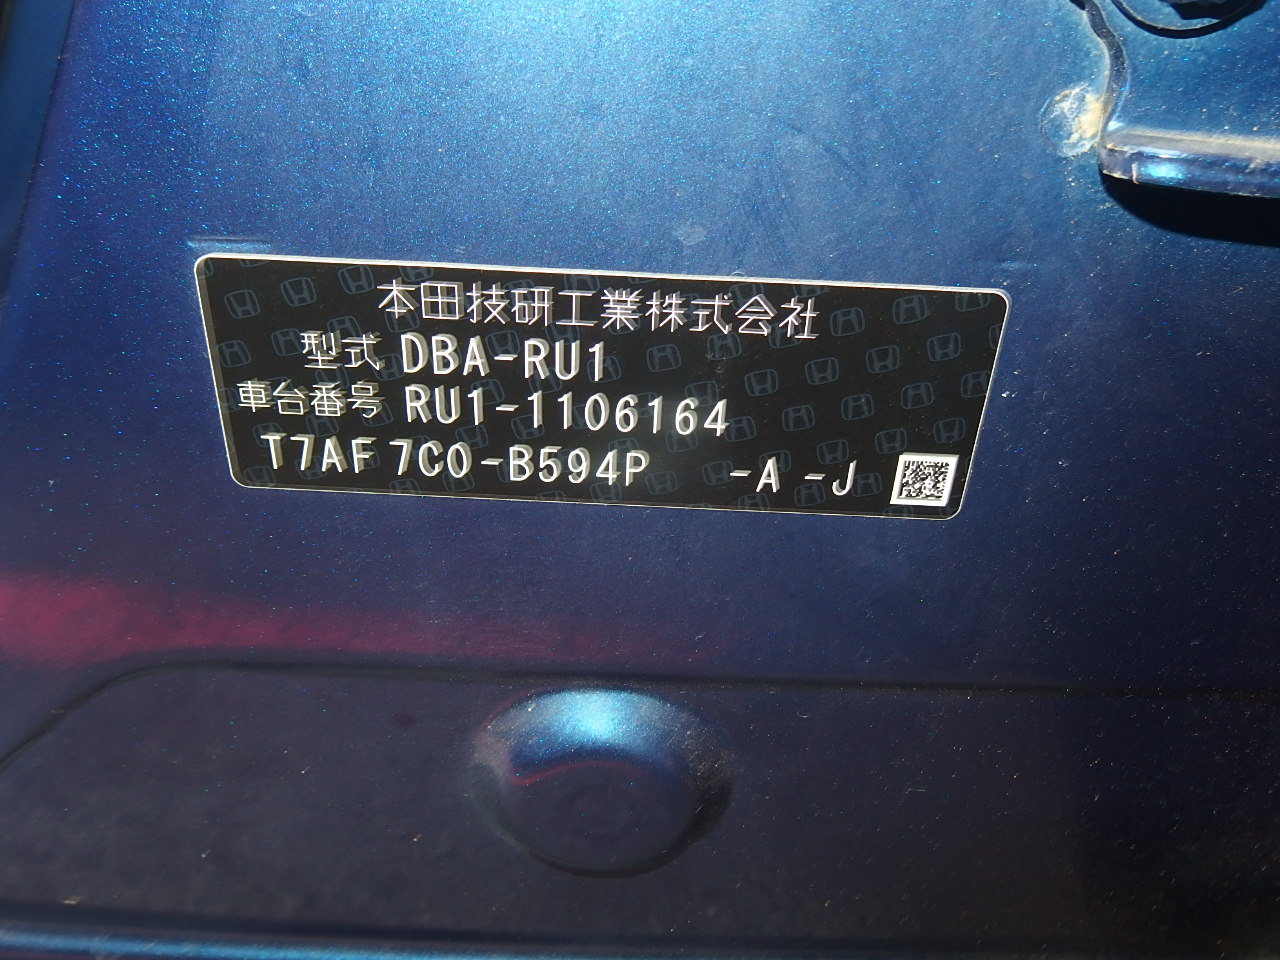 本田技研工業株式会社
型式 DBA-RU1
車台番号 RU1-1106164
T7AF7C0-B594P -A -J